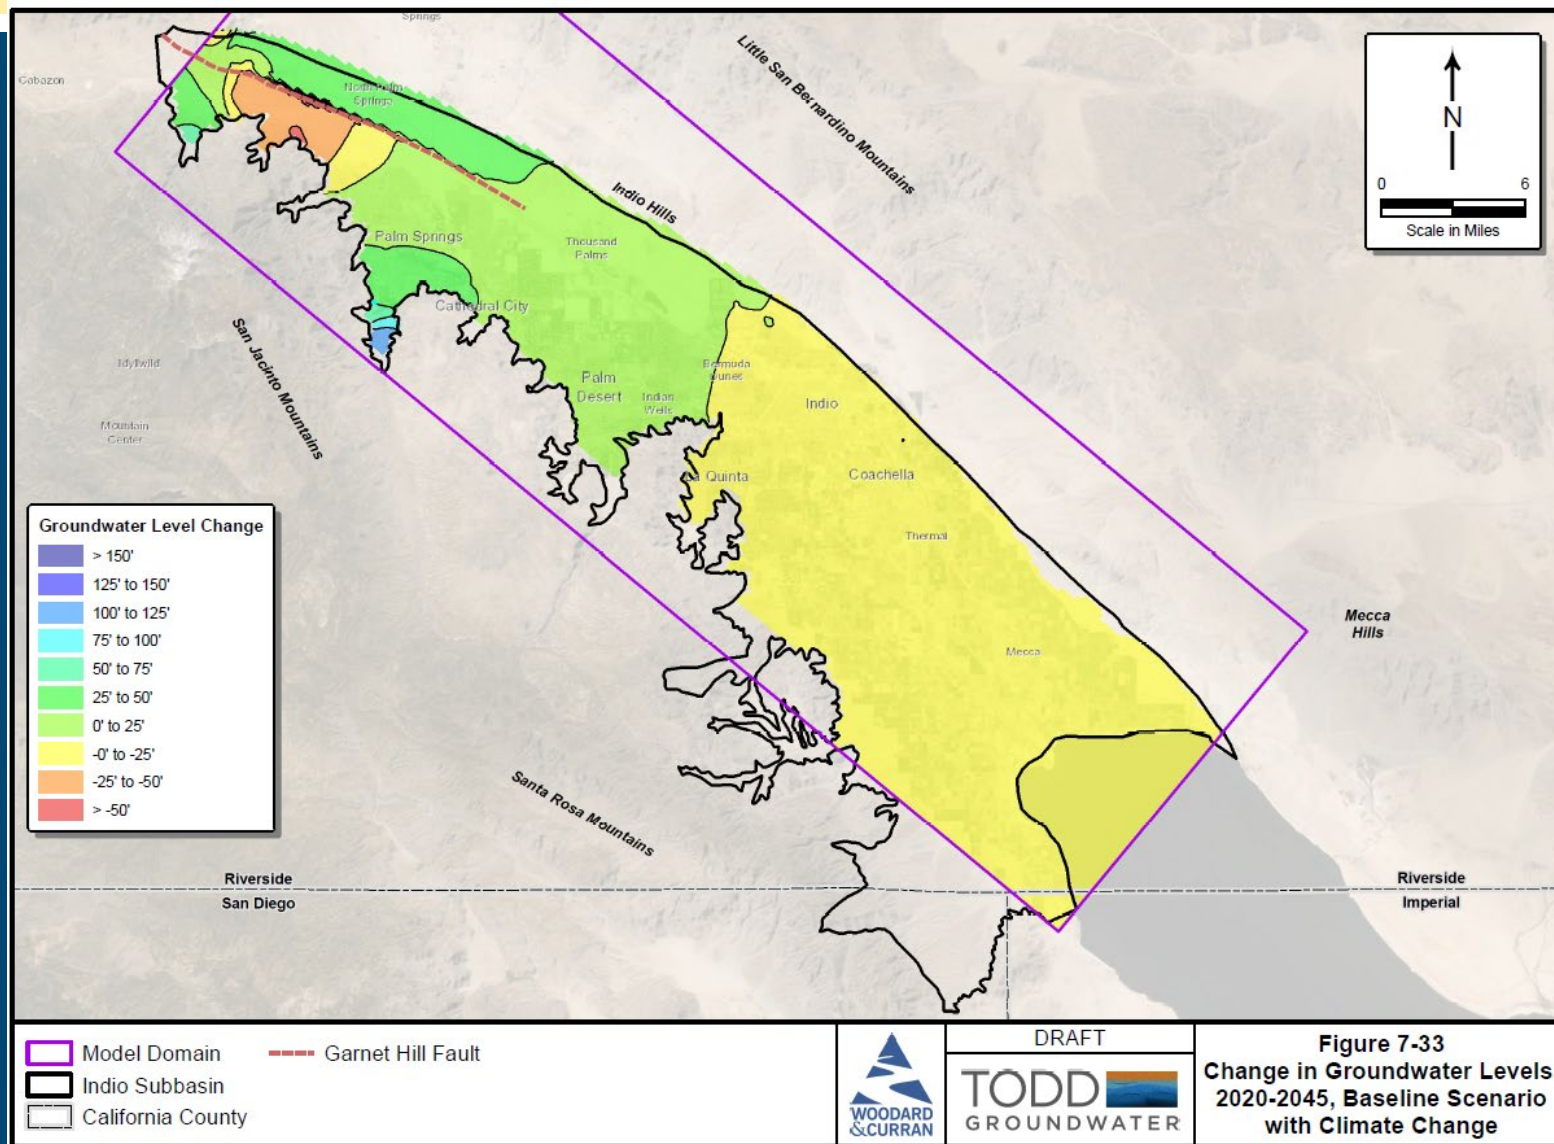 Springs
Cabazon
North Palm
Springs
Little San Bernardino Mountains
N
0 6
Scale in Miles
Indio Hills
Palm Springs
Thousand
Palms
Cathedral City
San Jacinto Mountains
Idyllwild
Bermuda
Dunes
Palm
Desert
Indian
Wells
Indio
Mountain
Center
La Quinta
Coachella
Thermal
Mecca
Hills
Mecca
Santa Rosa Mountains
Groundwater Level Change
> 150'
125' to 150'
100' to 125'
75' to 100'
50' to 75'
25' to 50'
0' to 25'
-0' to -25'
-25' to -50'
> -50'
Riverside
San Diego
Riverside
Imperial
Model Domain
Garnet Hill Fault
Indio Subbasin
California County
WOODARD
&CURRAN
DRAFT
TODD
GROUNDWATER
Figure 7-33
Change in Groundwater Levels
2020-2045, Baseline Scenario
with Climate Change